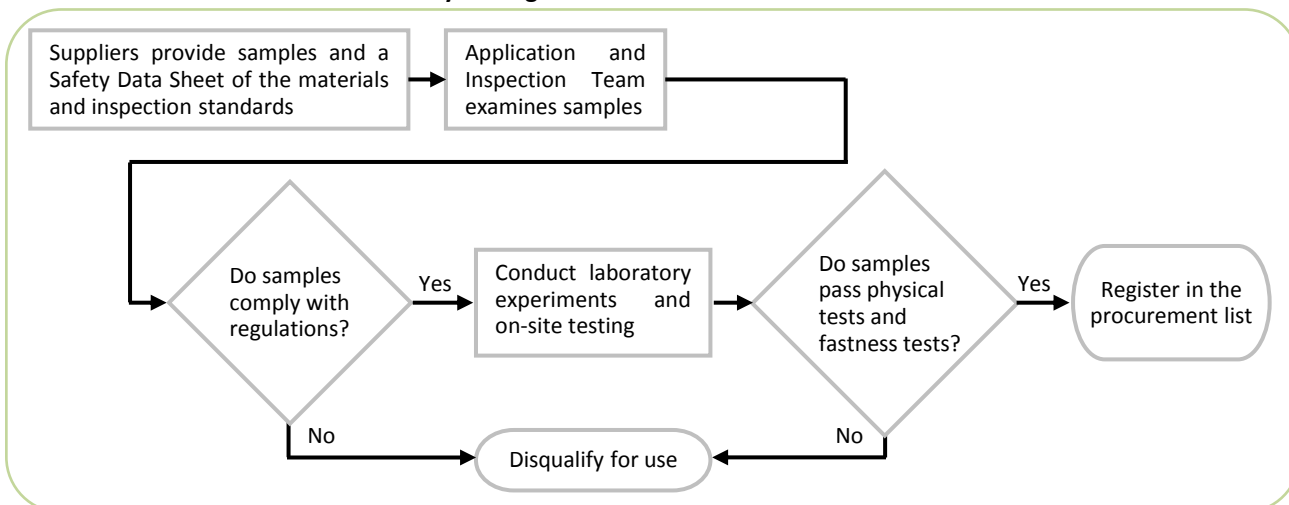 Suppliers provide samples and a
Safety Data Sheet of the materials
and inspection standards
Application and
Inspection Team
examines samples
Do samples
comply with
regulations?
Yes
Conduct laboratory
experiments and
on-site testing
Do samples
pass physical
tests and
fastness tests?
Yes
Register in the
procurement list
No
Disqualify for use
No